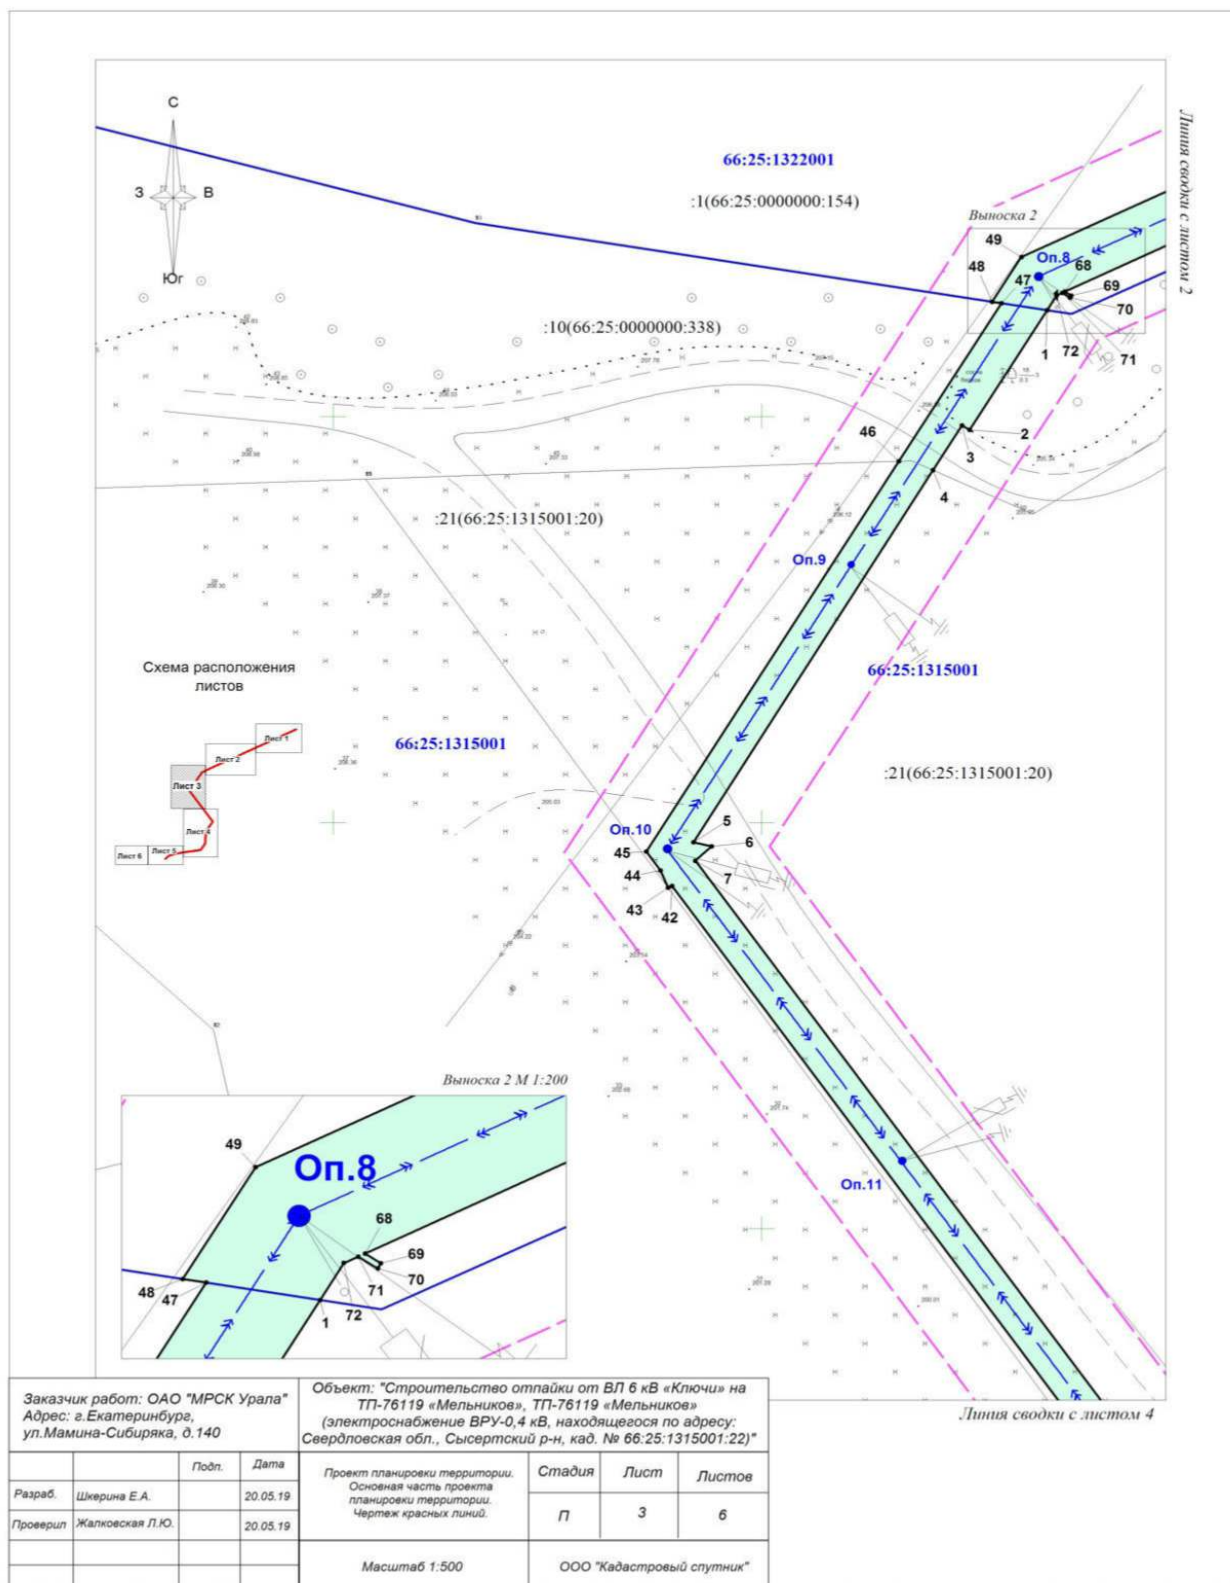 С
З
В
Юг
66:25:1322001
:1(66:25:0000000:154)
Линия сводки с листом 2
Выноска 2
49
Оп.8
68
48
47
69
70
1
72
71
:10(66:25:0000000:338)
46
2
3
4
:21(66:25:1315001:20)
Оп.9
Схема расположения
листов
66:25:1315001
66:25:1315001
:21(66:25:1315001:20)
Лист 1
Лист 2
Лист 3
Лист 4
Лист 5
Лист 6
Оп.10
5
6
7
45
44
43
42
Оп.11
Выноска 2 М 1:200
49
Оп.8
68
69
70
71
72
48
47
1
Линия сводки с листом 4
Заказчик работ: ОАО "МРСК Урала"
Адрес: г.Екатеринбург,
ул.Мамина-Сибиряка, д.140
Объект: "Строительство отпайки от ВЛ 6 кВ «Ключи» на
ТП-76119 «Мельников», ТП-76119 «Мельников»
(электроснабжение ВРУ-0,4 кВ, находящегося по адресу:
Свердловская обл., Сысертский р-н, кад. № 66:25:1315001:22)"
Подп.
Дата
Разраб.
Шкерина Е.А.
20.05.19
Проверил
Жалковская Л.Ю.
20.05.19
Проект планировки территории.
Основная часть проекта
планировки территории.
Чертеж красных линий.
Стадия
Лист
Листов
П
3
6
Масштаб 1:500
ООО "Кадастровый спутник"